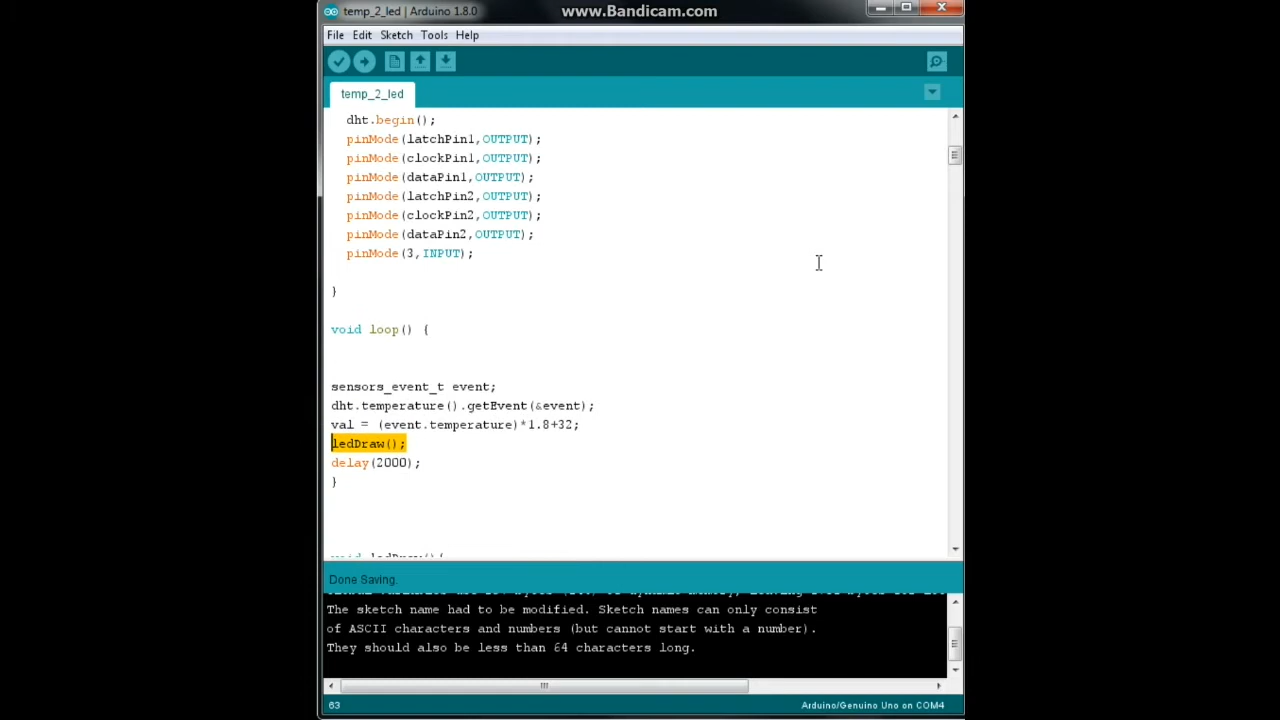 temp_2_led | Arduino 1.8.0
www.Bandicam.com
File Edit Sketch Tools Help
temp_2_led
dht.begin();
pinMode(latchPin1,OUTPUT);
pinMode(clockPin1,OUTPUT);
pinMode(dataPin1,OUTPUT);
pinMode(latchPin2,OUTPUT);
pinMode(clockPin2,OUTPUT);
pinMode(dataPin2,OUTPUT);
pinMode(3,INPUT);
}
void loop() {
sensors_event_t event;
dht.temperature().getEvent(&event);
val = (event.temperature)*1.8+32;
ledDraw();
delay(2000);
}
void ledDraw(){
Done Saving.
The sketch name had to be modified. Sketch names can only consist
of ASCII characters and numbers (but cannot start with a number).
They should also be less than 64 characters long.
63
Arduino/Genuino Uno on COM4